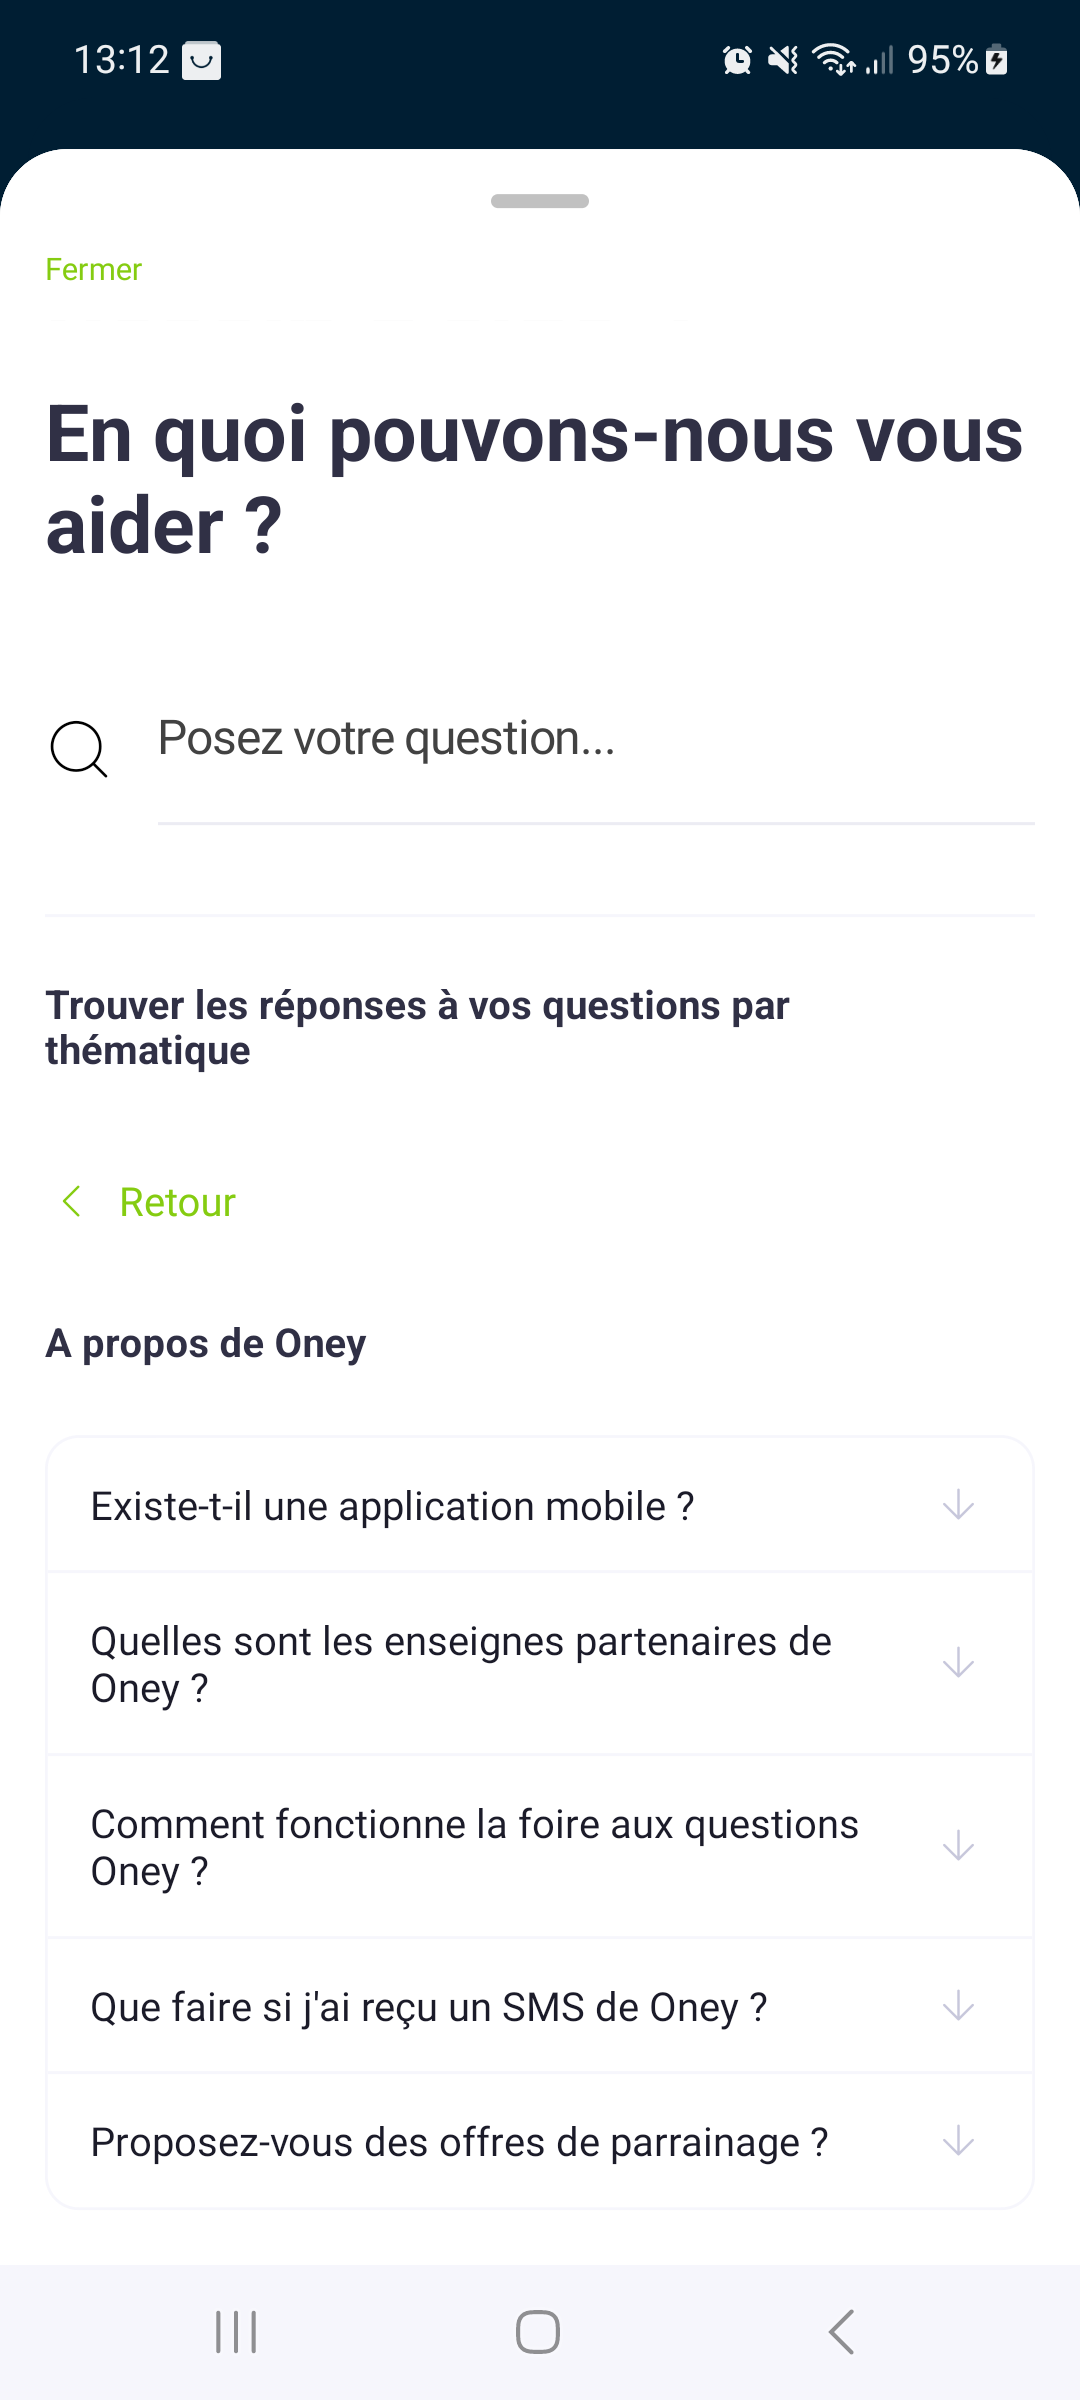 13:12
95%
Fermer
En quoi pouvons-nous vous
aider ?
Posez votre question...
Trouver les réponses à vos questions par
thématique
Retour
A propos de Oney
Existe-t-il une application mobile ?
Quelles sont les enseignes partenaires de
Oney ?
Comment fonctionne la foire aux questions
Oney ?
Que faire si j'ai reçu un SMS de Oney ?
Proposez-vous des offres de parrainage ?